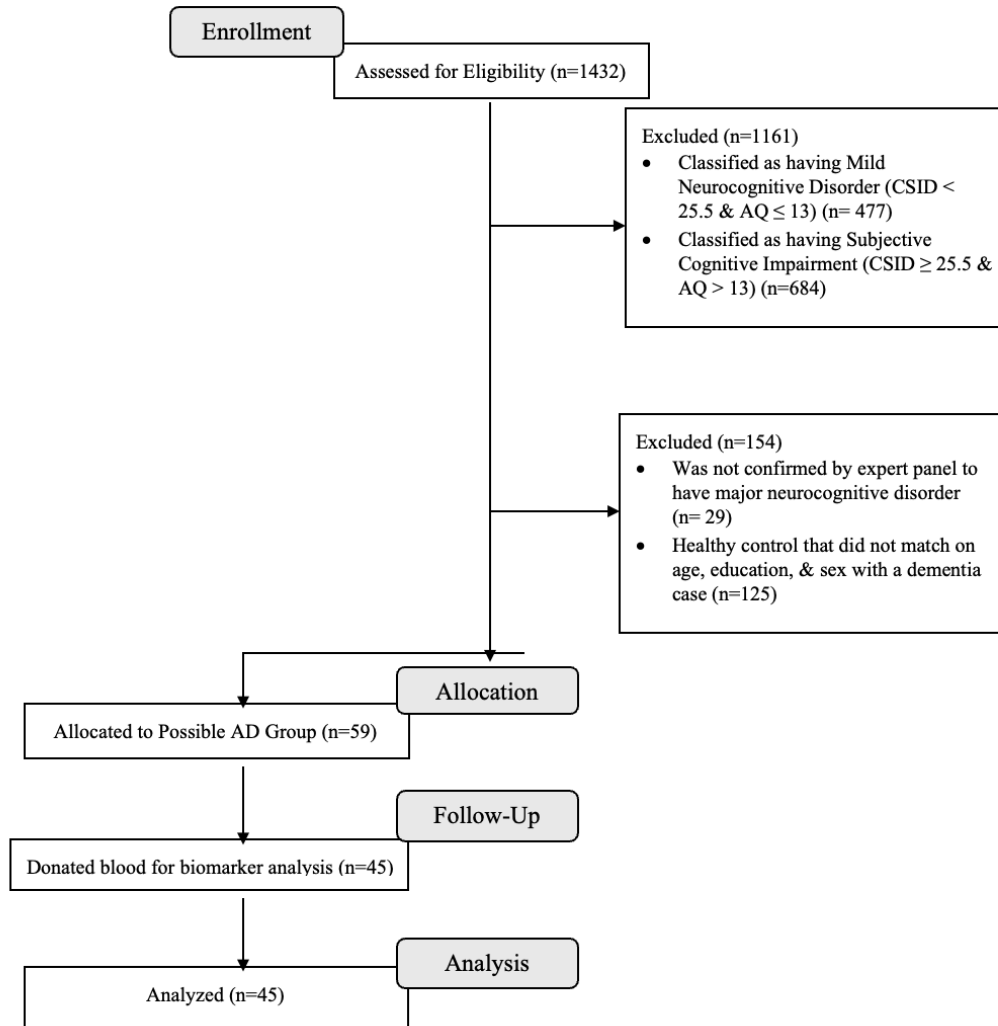 Enrollment
Assessed for Eligibility (n=1432)
Excluded (n=1161)
• Classified as having Mild
Neurocognitive Disorder (CSID <
25.5 & AQ ≤ 13) (n= 477)
• Classified as having Subjective
Cognitive Impairment (CSID ≥ 25.5 &
AQ > 13) (n=684)
Excluded (n=154)
• Was not confirmed by expert panel to
have major neurocognitive disorder
(n= 29)
• Healthy control that did not match on
age, education, & sex with a dementia
case (n=125)
Allocation
Allocated to Possible AD Group (n=59)
Follow-Up
Donated blood for biomarker analysis (n=45)
Analysis
Analyzed (n=45)